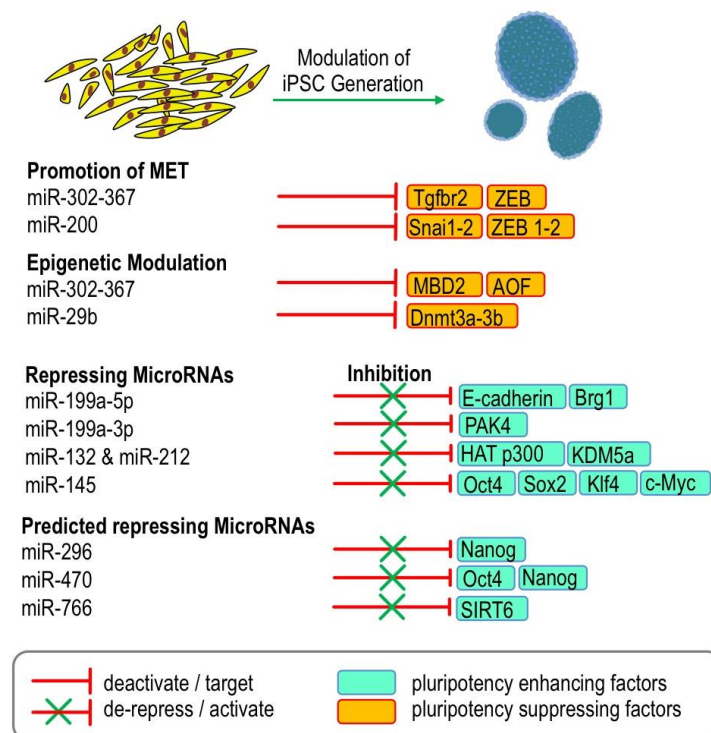 Modulation of
iPSC Generation
Promotion of MET
miR-302-367 Tgfbr2 ZEB
miR-200 Snai1-2 ZEB 1-2
Epigenetic Modulation
miR-302-367 MBD2 AOF
miR-29b Dnmt3a-3b
Repressing MicroRNAs Inhibition
miR-199a-5p E-cadherin Brg1
miR-199a-3p PAK4
miR-132 & miR-212 HAT p300 KDM5a
miR-145 Oct4 Sox2 Klf4 c-Myc
Predicted repressing MicroRNAs
miR-296 Nanog
miR-470 Oct4 Nanog
miR-766 SIRT6
deactivate / target pluripotency enhancing factors
de-repress / activate pluripotency suppressing factors